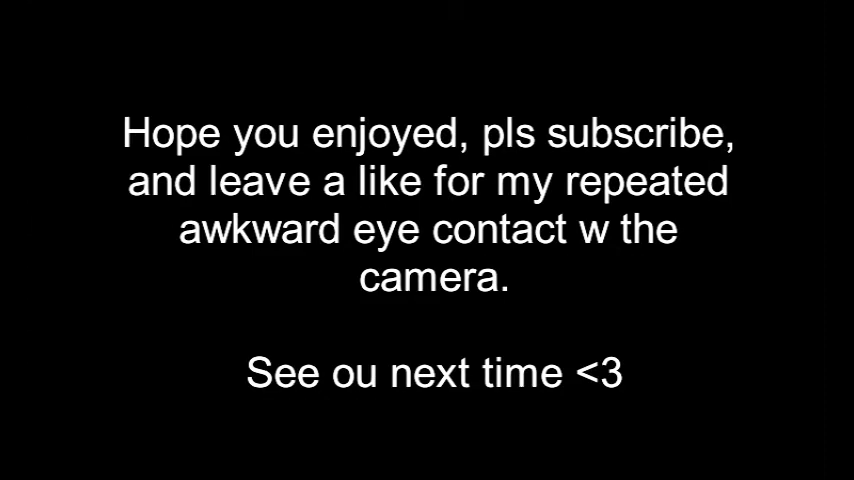 Hope you enjoyed, pls subscribe,
and leave a like for my repeated
awkward eye contact w the
camera.
See ou next time <3